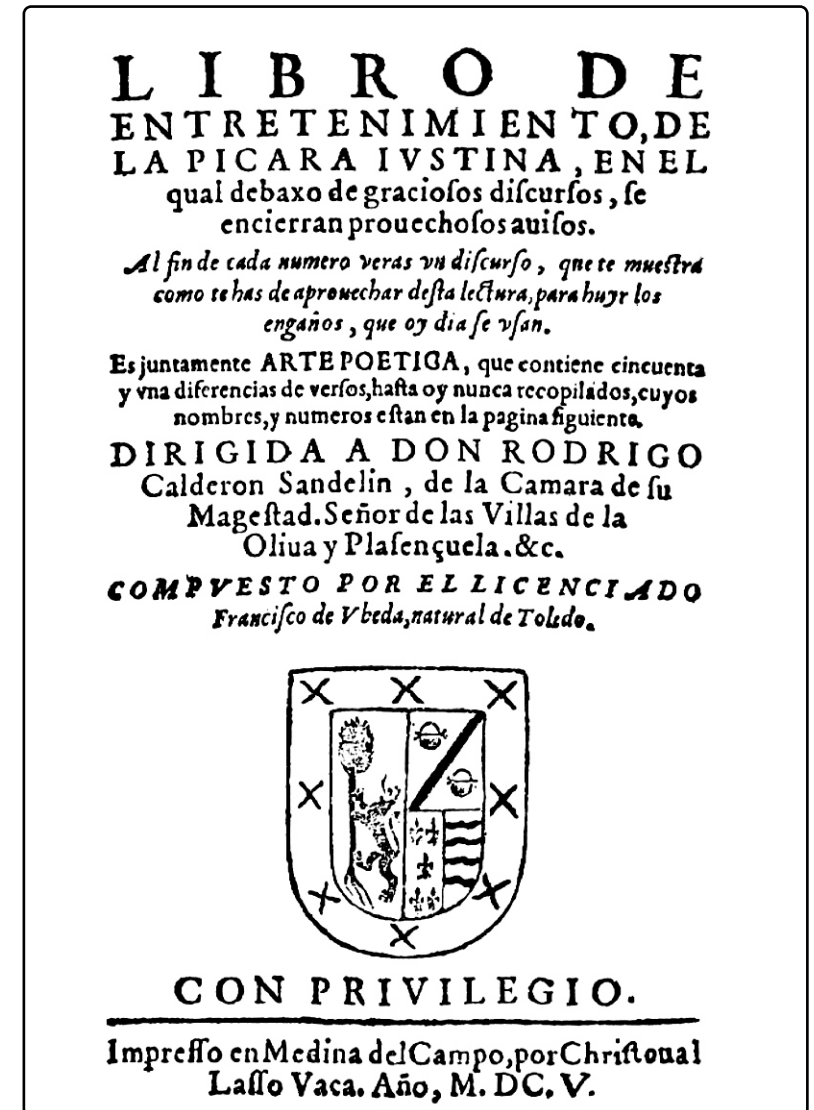 LIBRO DE
ENTRETENIMIENTO, DE
LA PICARA IVSTINA, EN EL
qual debaxo de gracioſos diſcurſos, ſe
encierran prouechoſos auiſos.
Al fin de cada numero veras vn diſcurſo, que te mueſtra
como te has de aprouechar deſta lectura, para huyr los
engaños, que oy dia ſe vſan.
Es juntamente ARTE POETICA, que contiene cincuenta
y vna diferencias de verſos, haſta oy nunca recopilados, cuyos
nombres, y numeros eſtan en la pagina ſiguiente.
DIRIGIDA A DON RODRIGO
Calderon Sandelin, de la Camara de ſu
Mageſtad. Señor de las Villas de la
Oliua y Plaſençuela. &c.
COMPVESTO POR EL LICENCIADO
Franciſco de Vbeda, natural de Toledo.
CON PRIVILEGIO.
Impreſſo en Medina del Campo, por Chriſtoual
Laſſo Vaca. Año, M. DC. V.